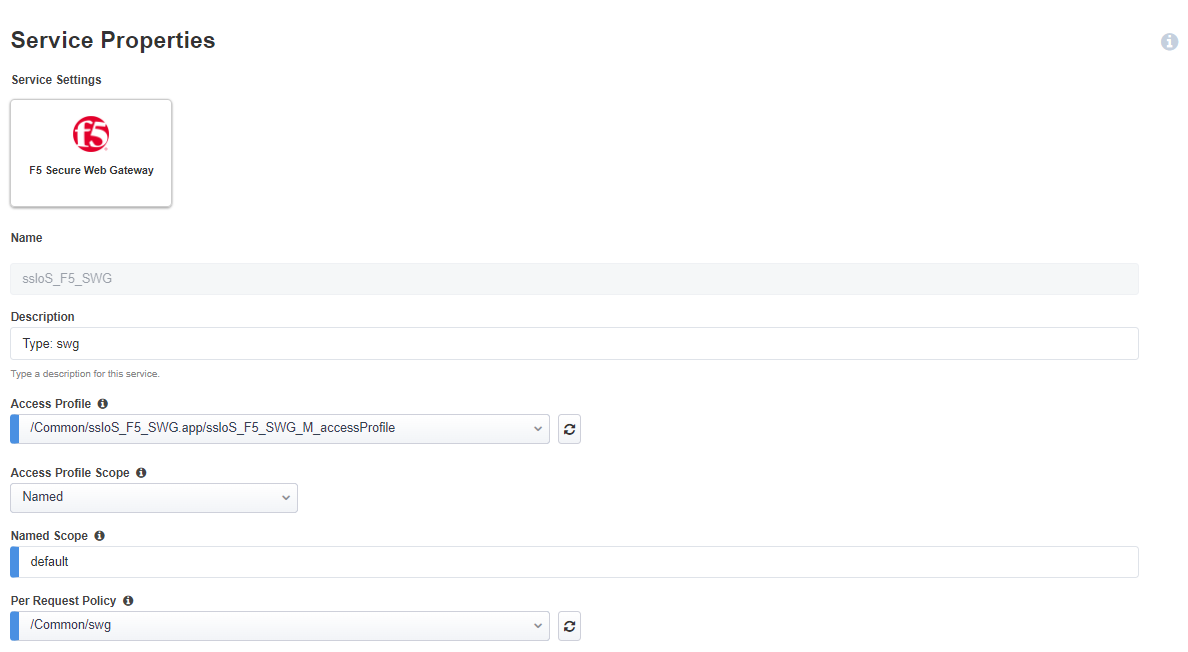 Service Properties
Service Settings
f5
F5 Secure Web Gateway
Name
ssloS_F5_SWG
Description
Type: swg
Type a description for this service.
Access Profile
/Common/ssloS_F5_SWG.app/ssloS_F5_SWG_M_accessProfile
Access Profile Scope
Named
Named Scope
default
Per Request Policy
/Common/swg